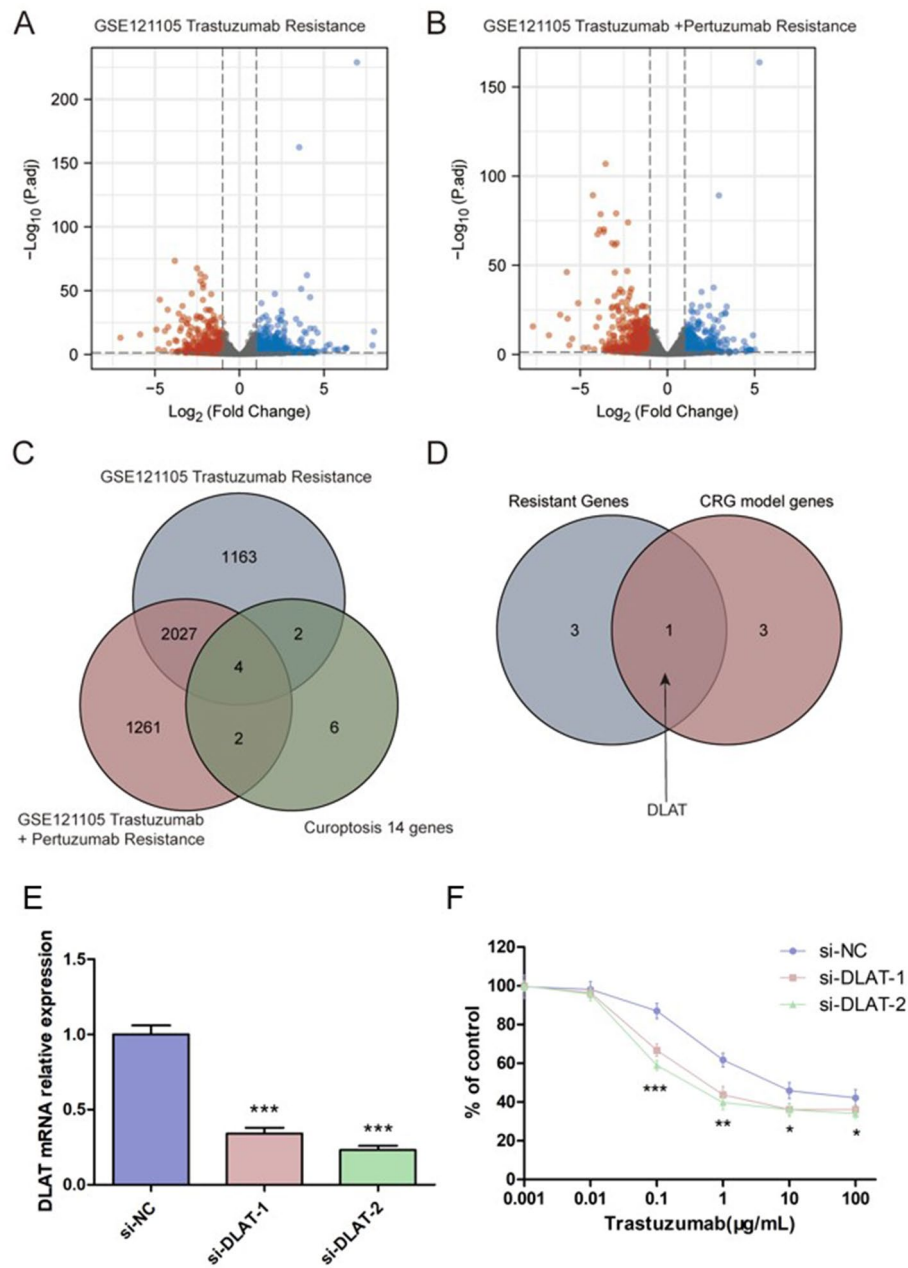 A
GSE121105 Trastuzumab Resistance
200
150
100
50
0
−Log10 (P.adj)
−5
0
5
Log2 (Fold Change)
B
GSE121105 Trastuzumab +Pertuzumab Resistance
150
100
50
0
−Log10 (P.adj)
−5
0
5
Log2 (Fold Change)
C
GSE121105 Trastuzumab Resistance
1163
2027
2
4
1261
2
6
GSE121105 Trastuzumab
+ Pertuzumab Resistance
Curoptosis 14 genes
D
Resistant Genes
CRG model genes
3
1
3
DLAT
E
DLAT mRNA relative expression
1.5
1.0
0.5
0.0
***
***
si-NC
si-DLAT-1
si-DLAT-2
F
% of control
120
100
80
60
40
20
0
si-NC
si-DLAT-1
si-DLAT-2
***
**
*
*
0.001
0.01
0.1
1
10
100
Trastuzumab(μg/mL)